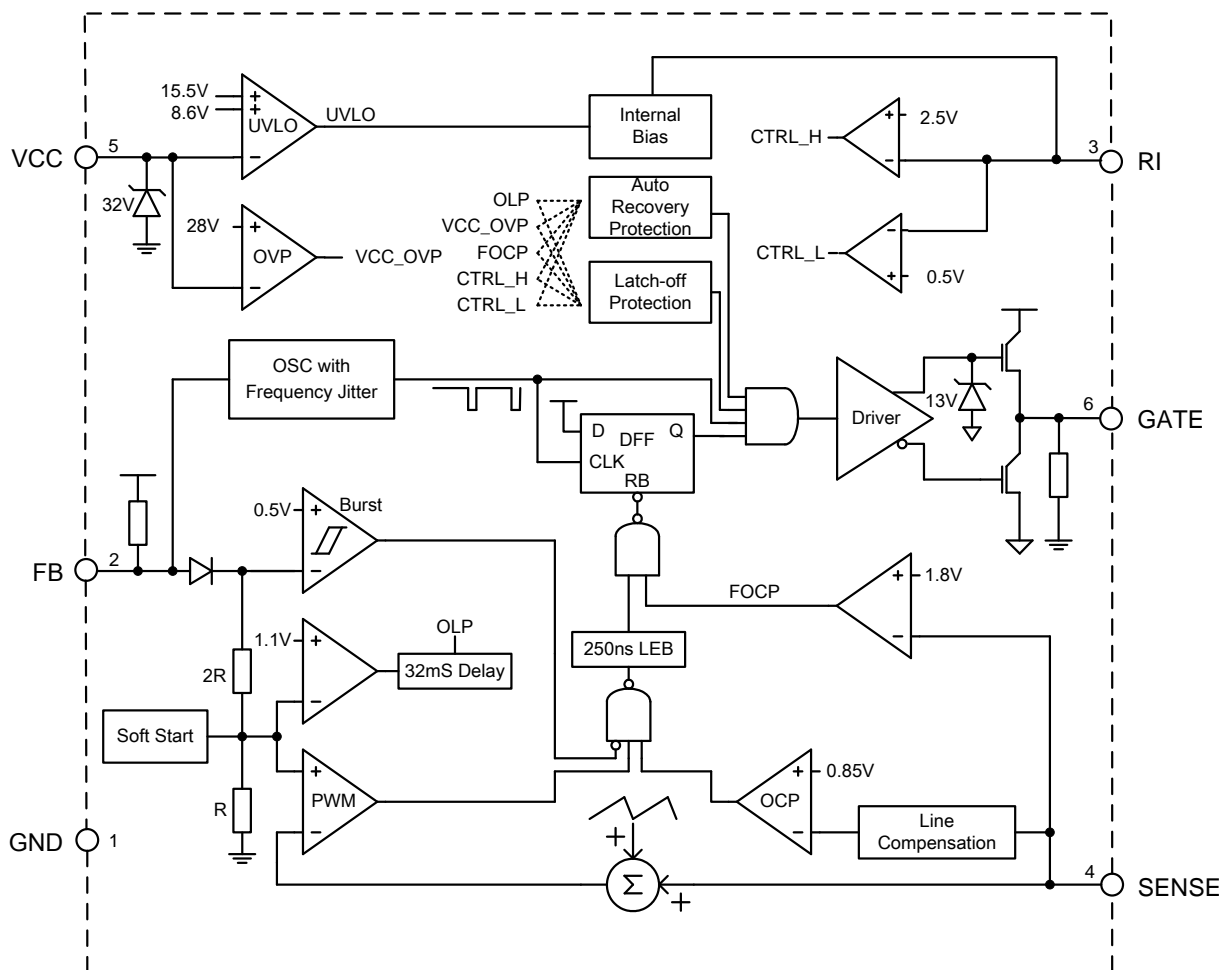 15.5V
8.6V
+
+
UVLO
−
UVLO
VCC
5
32V
28V
+
OVP
−
VCC_OVP
Internal
Bias
CTRL_H
+
−
2.5V
3
RI
CTRL_L
−
+
0.5V
OLP
VCC_OVP
FOCP
CTRL_H
CTRL_L
Auto
Recovery
Protection
Latch-off
Protection
OSC with
Frequency Jitter
D
DFF
Q
CLK
RB
Driver
13V
6
GATE
0.5V
+
−
Burst
FB
2
FOCP
+
−
1.8V
1.1V
+
−
OLP
32mS Delay
250ns LEB
2R
Soft Start
R
+
PWM
−
+
OCP
−
0.85V
Line
Compensation
GND
1
+
Σ
+
4
SENSE